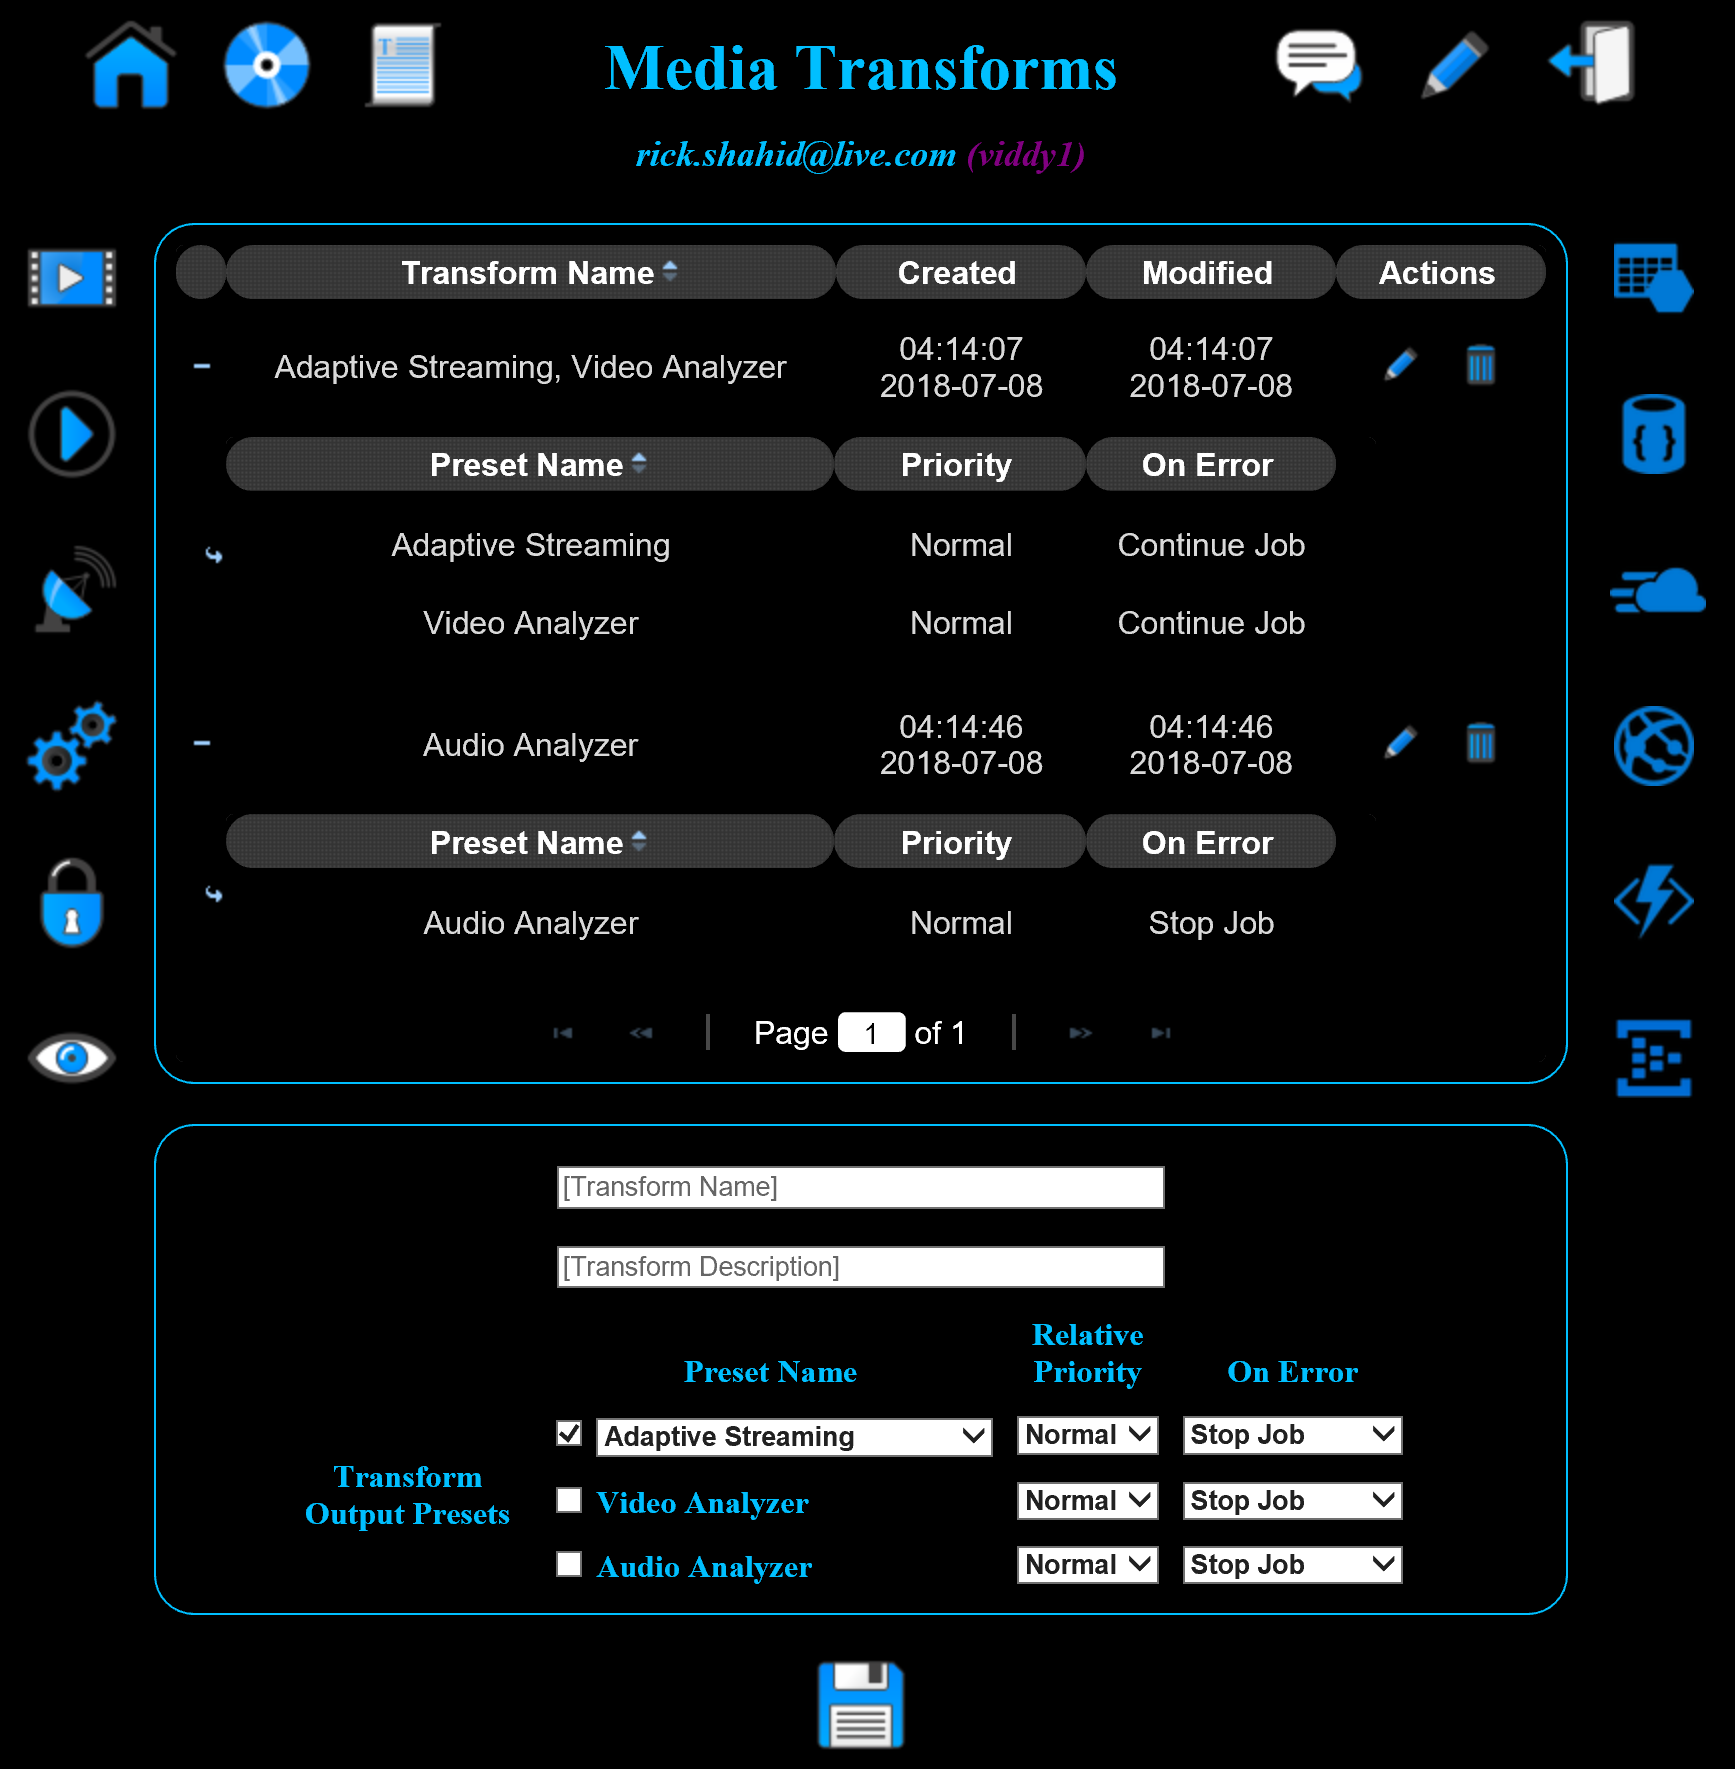 T
Media Transforms
rick.shahid@live.com (viddy1)
Transform Name Created Modified Actions
Adaptive Streaming, Video Analyzer 04:14:07 2018-07-08 04:14:07 2018-07-08
Preset Name Priority On Error
Adaptive Streaming Normal Continue Job
Video Analyzer Normal Continue Job
Audio Analyzer 04:14:46 2018-07-08 04:14:46 2018-07-08
Preset Name Priority On Error
Audio Analyzer Normal Stop Job
Page 1 of 1
[Transform Name]
[Transform Description]
Preset Name Relative Priority On Error
Transform Output Presets
Adaptive Streaming Normal Stop Job
Video Analyzer Normal Stop Job
Audio Analyzer Normal Stop Job